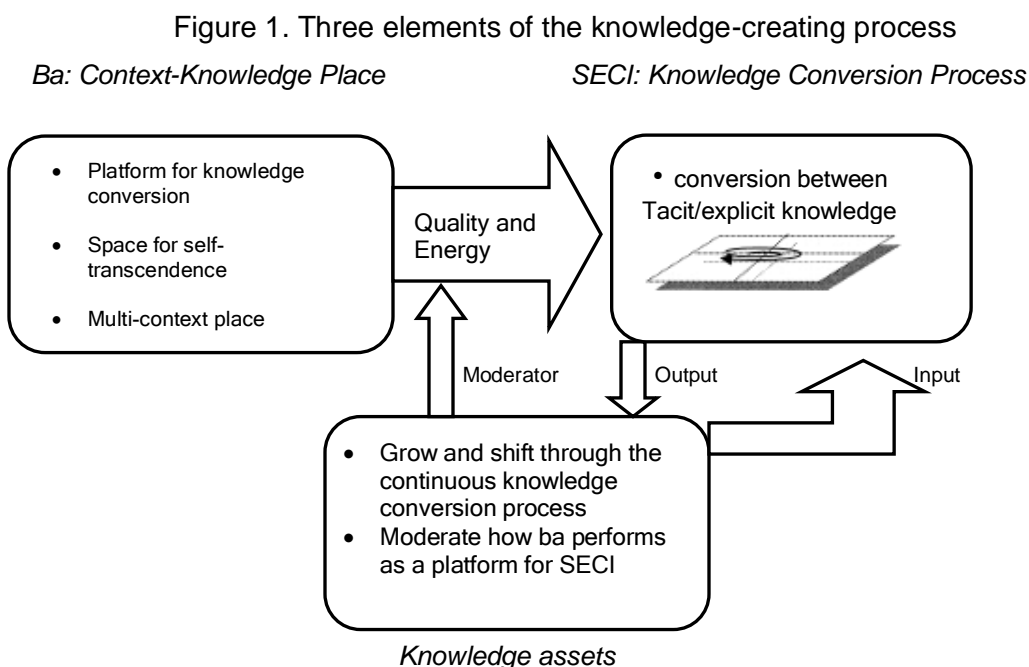 Figure 1. Three elements of the knowledge-creating process
Ba: Context-Knowledge Place
SECI: Knowledge Conversion Process
• Platform for knowledge
conversion
• Space for self-
transcendence
• Multi-context place
Quality and
Energy
• conversion between
Tacit/explicit knowledge
Moderator
Output
Input
• Grow and shift through the
continuous knowledge
conversion process
• Moderate how ba performs
as a platform for SECI
Knowledge assets